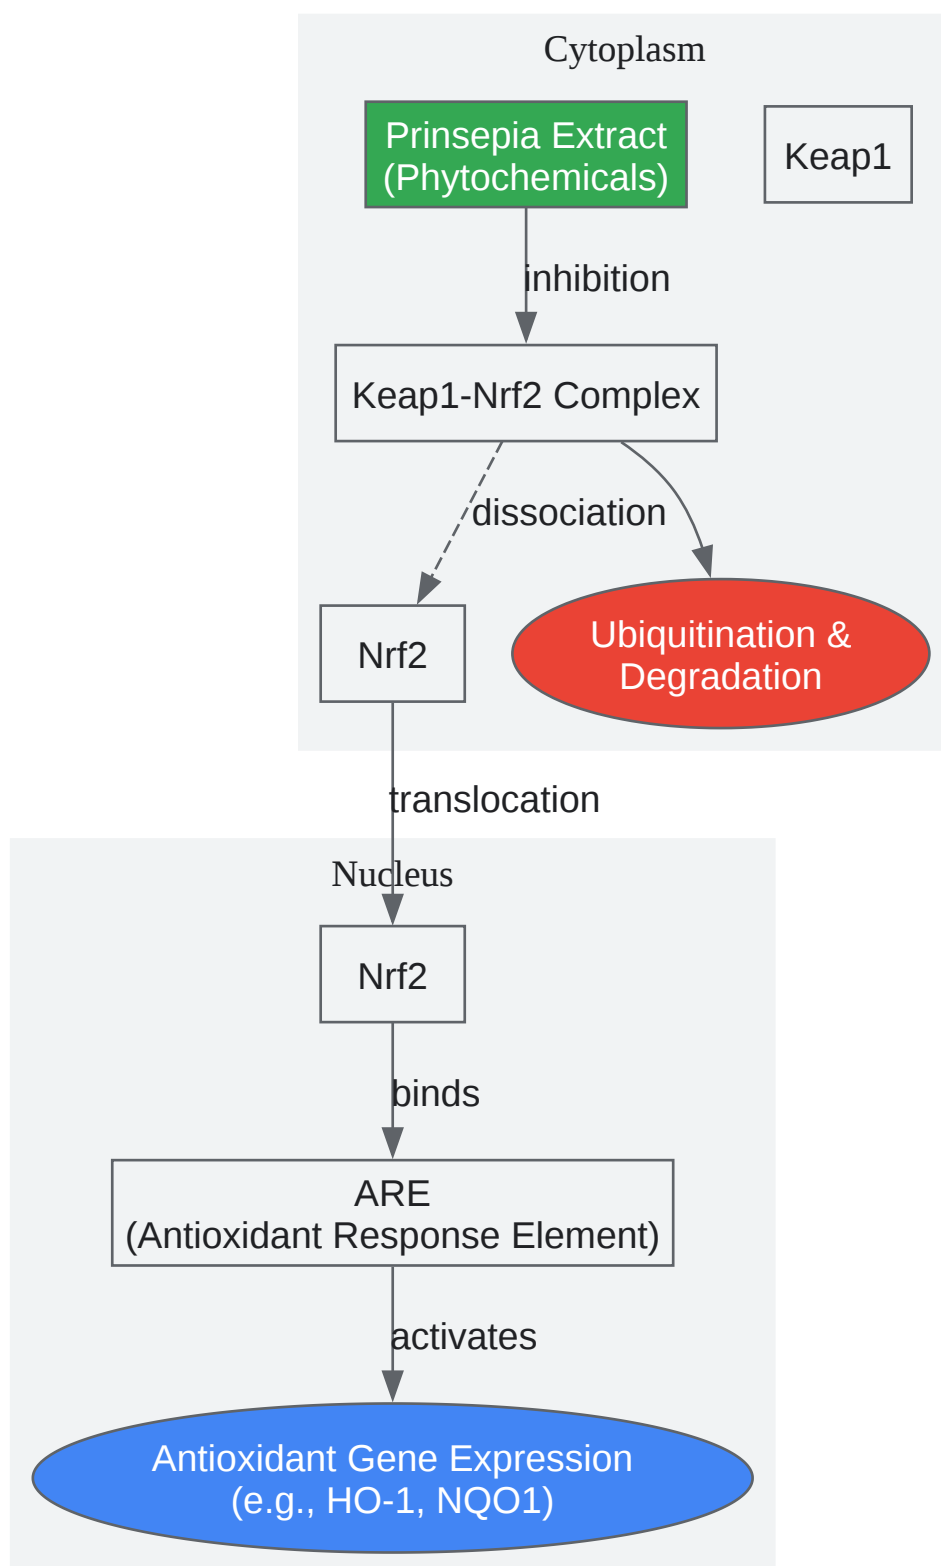 Cytoplasm
Prinsepia Extract
(Phytochemicals)
Keap1
inhibition
Keap1-Nrf2 Complex
dissociation
Nrf2
Ubiquitination &
Degradation
translocation
Nucleus
Nrf2
binds
ARE
(Antioxidant Response Element)
activates
Antioxidant Gene Expression
(e.g., HO-1, NQO1)